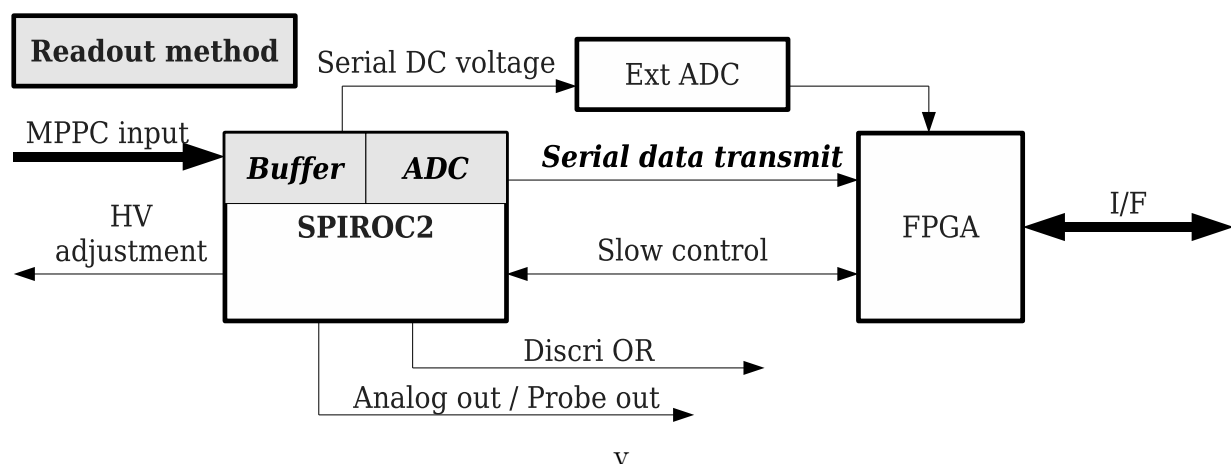 Readout method
Serial DC voltage
Ext ADC
MPPC input
Buffer
ADC
Serial data transmit
HV
adjustment
SPIROC2
FPGA
I/F
Slow control
Discri OR
Analog out / Probe out
v